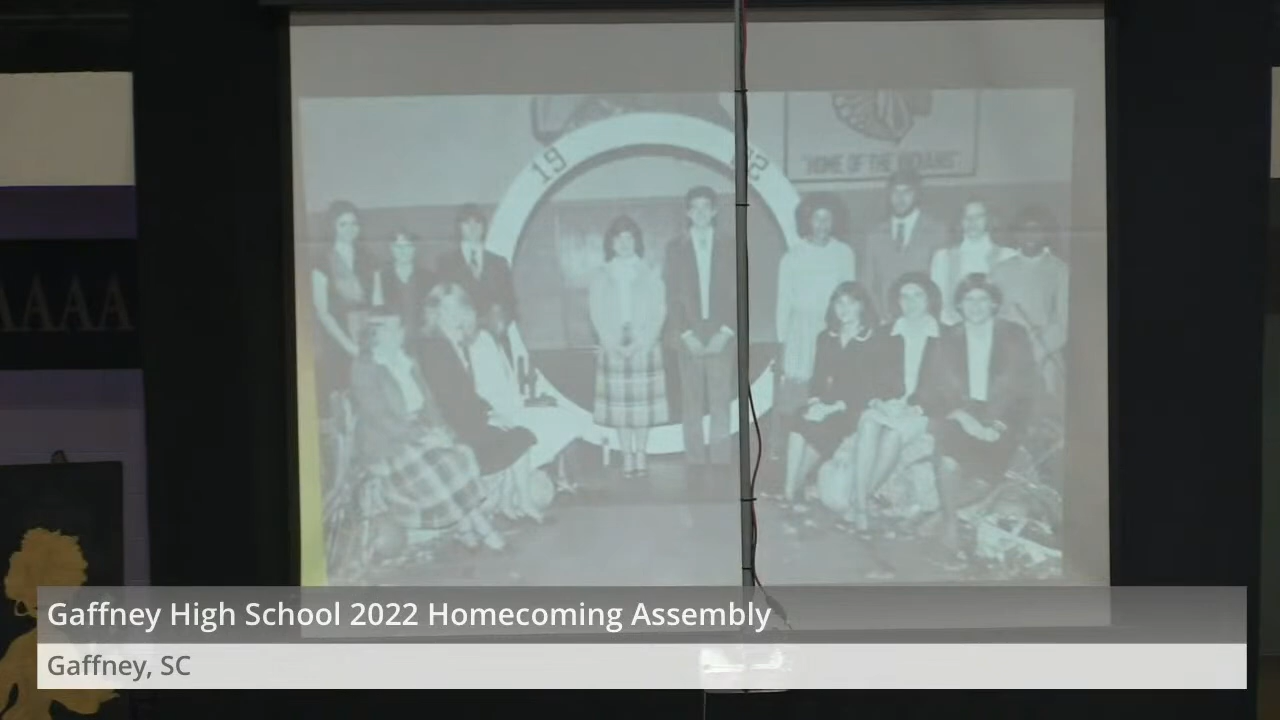 19
"HOME OF THE INDIANS"
AAAA
Gaffney High School 2022 Homecoming Assembly
Gaffney, SC